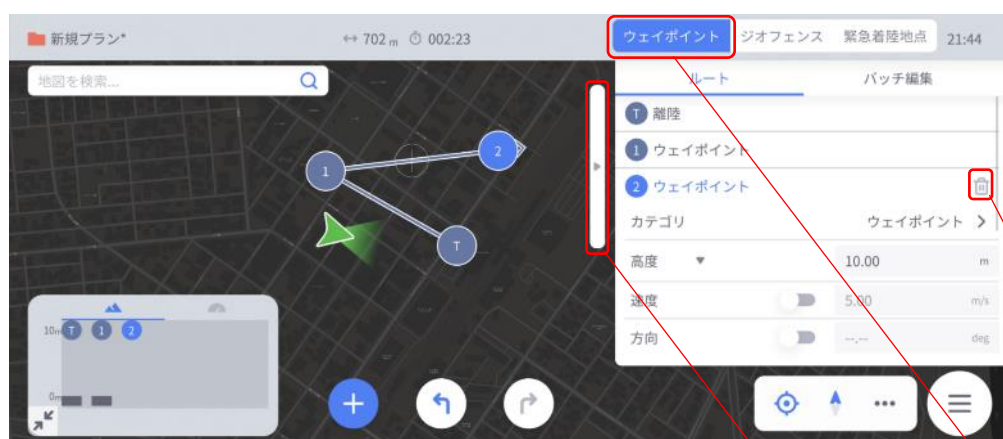 新規プラン*
↔ 702 m 002:23
ウェイポイント ジオフェンス 緊急着陸地点 21:44
地図を検索...
ルート バッチ編集
T 離陸
1 ウェイポイント
2 ウェイポイント
カテゴリ ウェイポイント >
高度 ▼ 10.00 m
速度 5.00 m/s
方向 ---.-- deg
1
2
T
10m T 1 2
0m